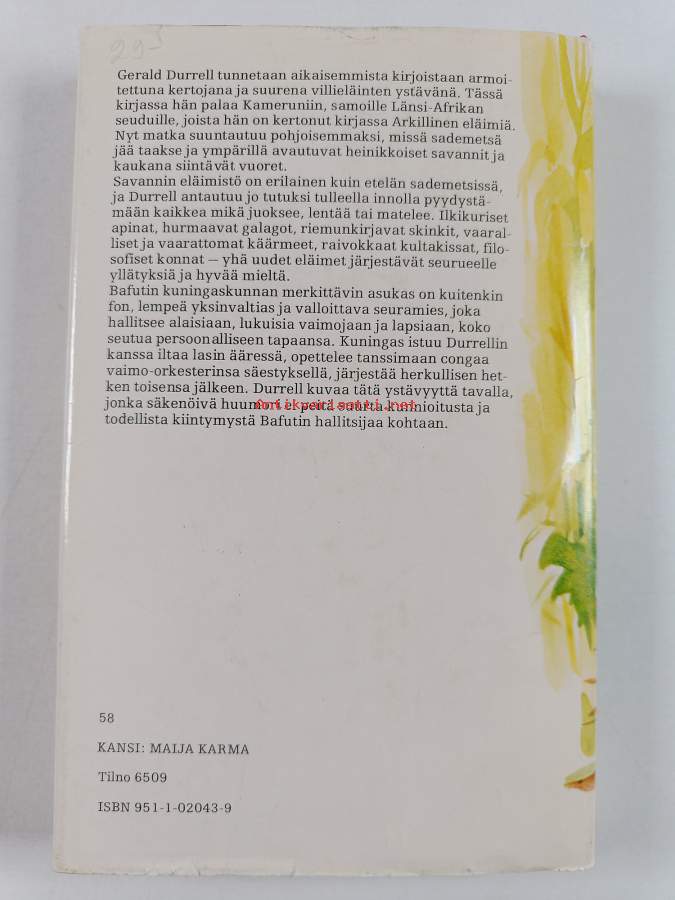 293
Gerald Durrell tunnetaan aikaisemmista kirjoistaan armoi-
tettuna kertojana ja suurena villieläinten ystävänä. Tässä
kirjassa hän palaa Kameruniin, samoille Länsi-Afrikan
seuduille, joista hän on kertonut kirjassa Arkillinen eläimiä.
Nyt matka suuntautuu pohjoisemmaksi, missä sademetsä
jää taakse ja ympärillä avautuvat heinikkoiset savannit ja
kaukana siintävät vuoret.
Savannin eläimistö on erilainen kuin etelän sademetsissä,
ja Durrell antautuu jo tutuksi tulleella innolla pyydystä-
mään kaikkea mikä juoksee, lentää tai matelee. Ilkikuriset
apinat, hurmaavat galagot, riemunkirjavat skinkit, vaaral-
liset ja vaarattomat käärmeet, raivokkaat kultakissat, filo-
sofiset konnat — yhä uudet eläimet järjestävät seurueelle
yllätyksiä ja hyvää mieltä.
Bafutin kuningaskunnan merkittävin asukas on kuitenkin
fon, lempeä yksinvaltias ja valloittava seuramies, joka
hallitsee alaisiaan, lukuisia vaimojaan ja lapsiaan, koko
seutua persoonalliseen tapaansa. Kuningas istuu Durrellin
kanssa iltaa lasin ääressä, opettelee tanssimaan congaa
vaimo-orkesterinsa säestyksellä, järjestää herkullisen het-
ken toisensa jälkeen. Durrell kuvaa tätä ystävyyttä tavalla,
jonka säkenöivä huumori ei peitä suurta kunnioitusta ja
todellista kiintymystä Bafutin hallitsijaa kohtaan.
Antikvariaatti.net
58
KANSI: MAIJA KARMA
Tilno 6509
ISBN 951-1-02043-9